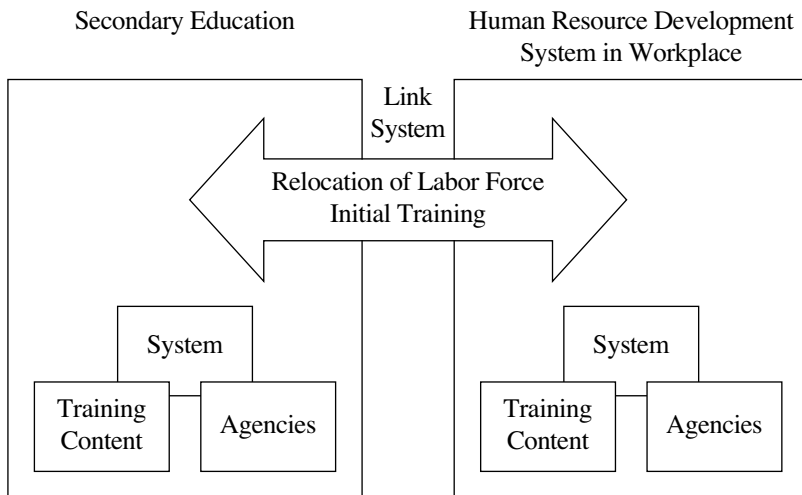 Secondary Education
Human Resource Development
System in Workplace
Link
System
Relocation of Labor Force
Initial Training
System
Training
Content
Agencies
System
Training
Content
Agencies